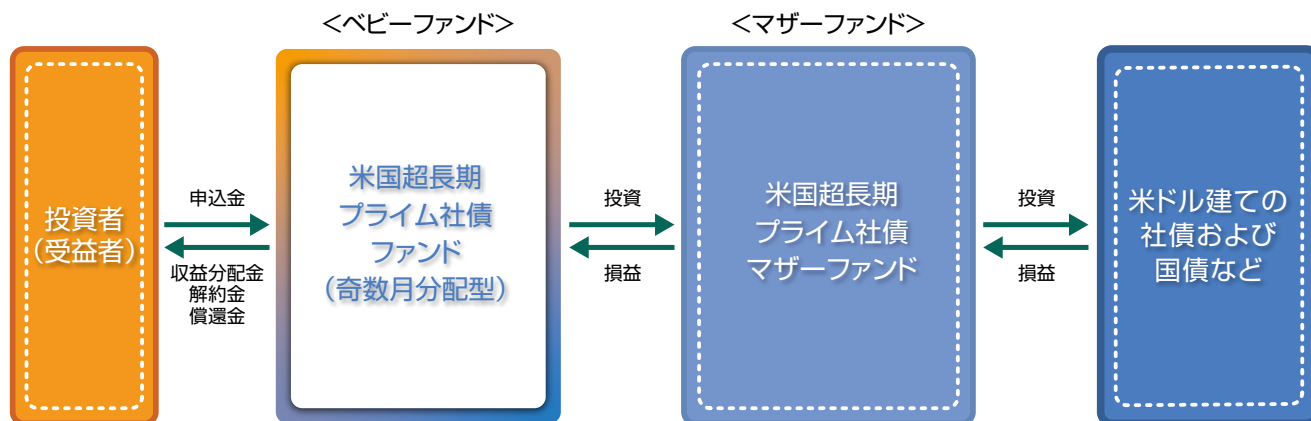 <ベビーファンド>
<マザーファンド>
投資者
(受益者)
申込金
収益分配金
解約金
償還金
米国超長期
プライム社債
ファンド
(奇数月分配型)
投資
損益
米国超長期
プライム社債
マザーファンド
投資
損益
米ドル建ての
社債および
国債など